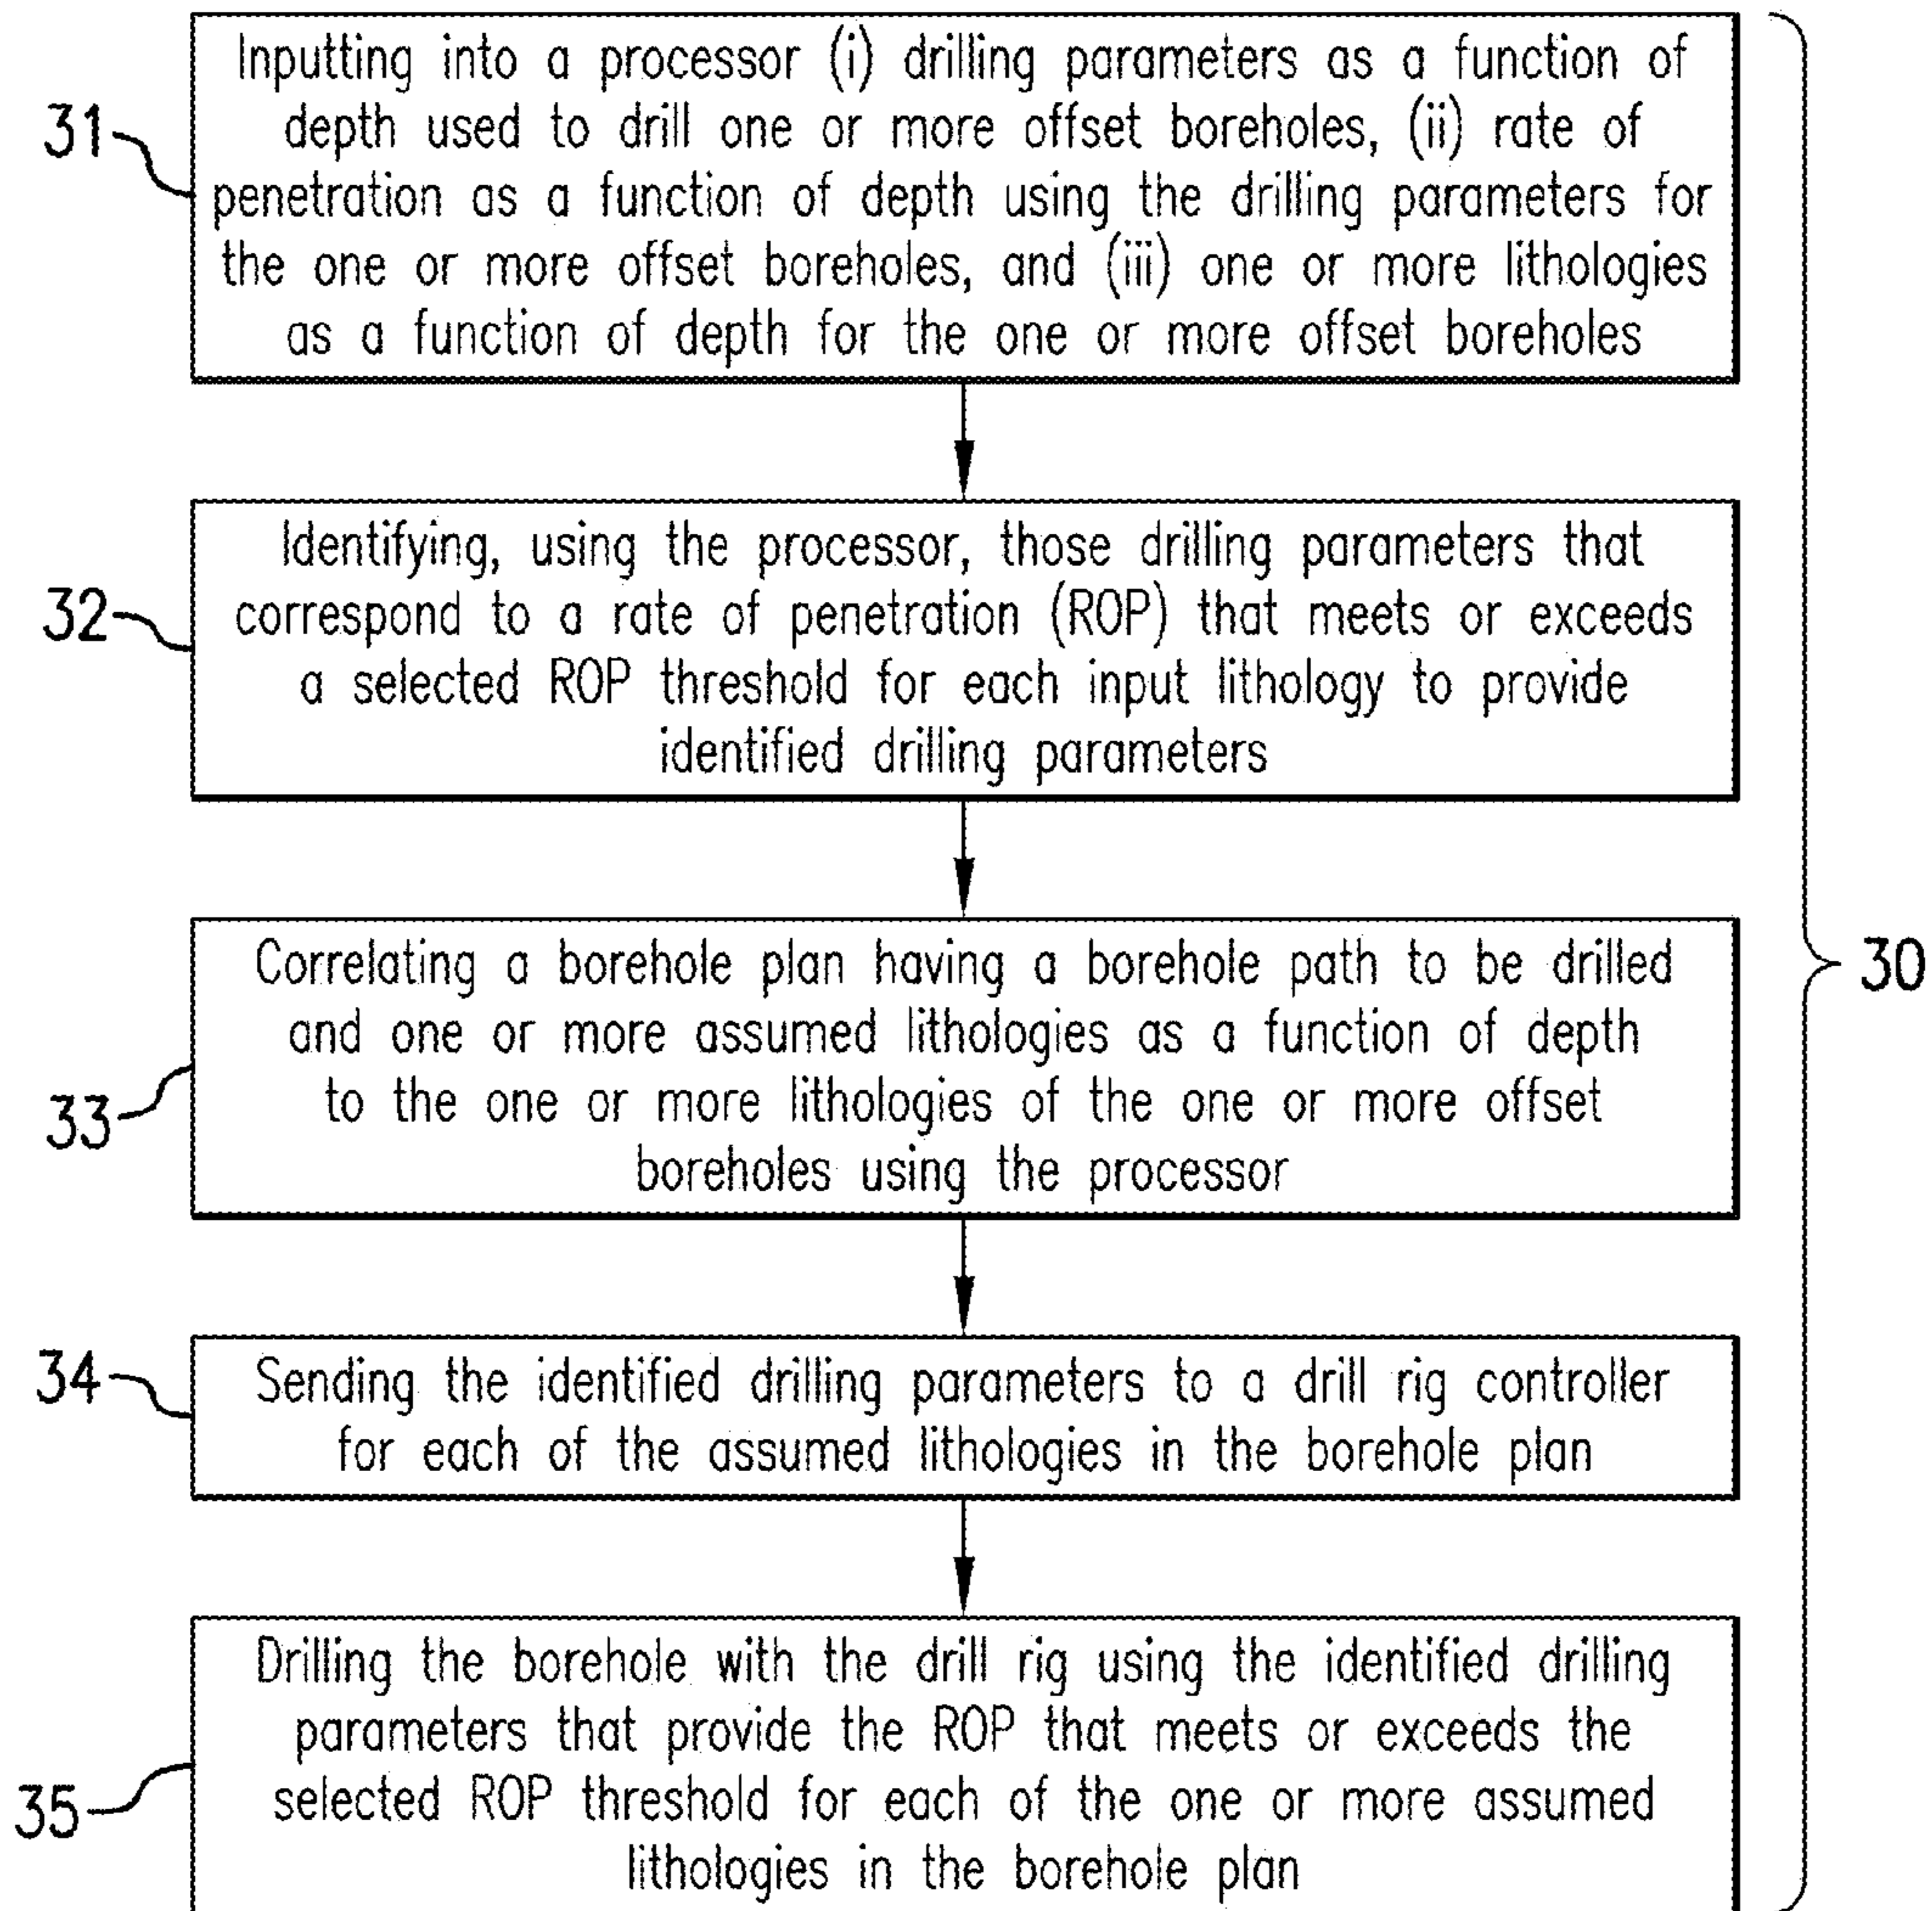 Inputting into a processor (i) drilling parameters as a function of
depth used to drill one or more offset boreholes, (ii) rate of
penetration as a function of depth using the drilling parameters for
the one or more offset boreholes, and (iii) one or more lithologies
as a function of depth for the one or more offset boreholes
31
Identifying, using the processor, those drilling parameters that
correspond to a rate of penetration (ROP) that meets or exceeds
a selected ROP threshold for each input lithology to provide
identified drilling parameters
32
Correlating a borehole plan having a borehole path to be drilled
and one or more assumed lithologies as a function of depth
to the one or more lithologies of the one or more offset
boreholes using the processor
33
30
Sending the identified drilling parameters to a drill rig controller
for each of the assumed lithologies in the borehole plan
34
Drilling the borehole with the drill rig using the identified drilling
parameters that provide the ROP that meets or exceeds the
selected ROP threshold for each of the one or more assumed
lithologies in the borehole plan
35